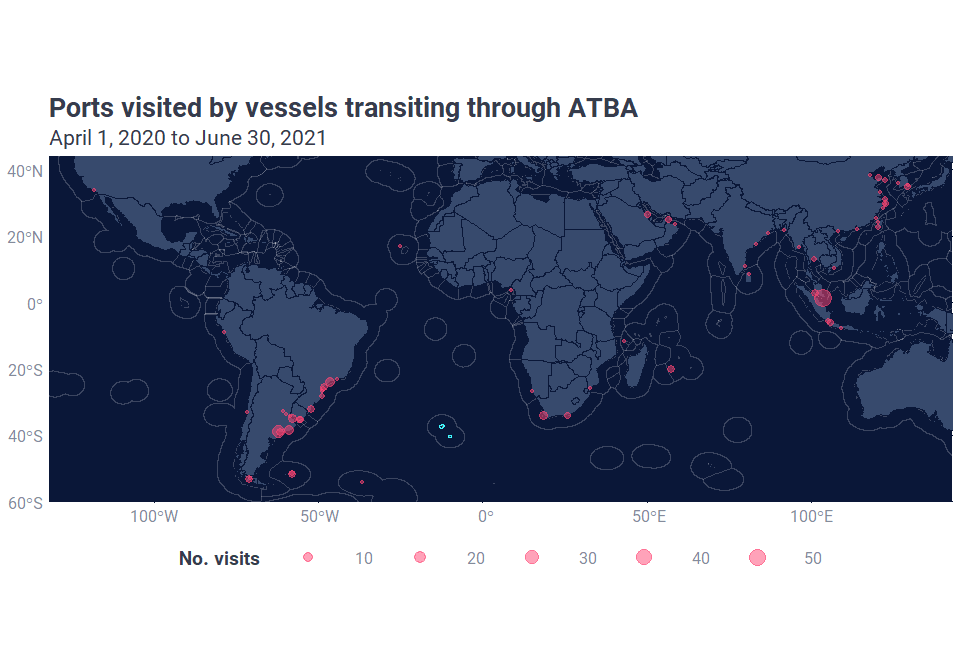 Ports visited by vessels transiting through ATBA
April 1, 2020 to June 30, 2021
40°N
20°N
0°
20°S
40°S
60°S
100°W 50°W 0° 50°E 100°E
No. visits 10 20 30 40 50